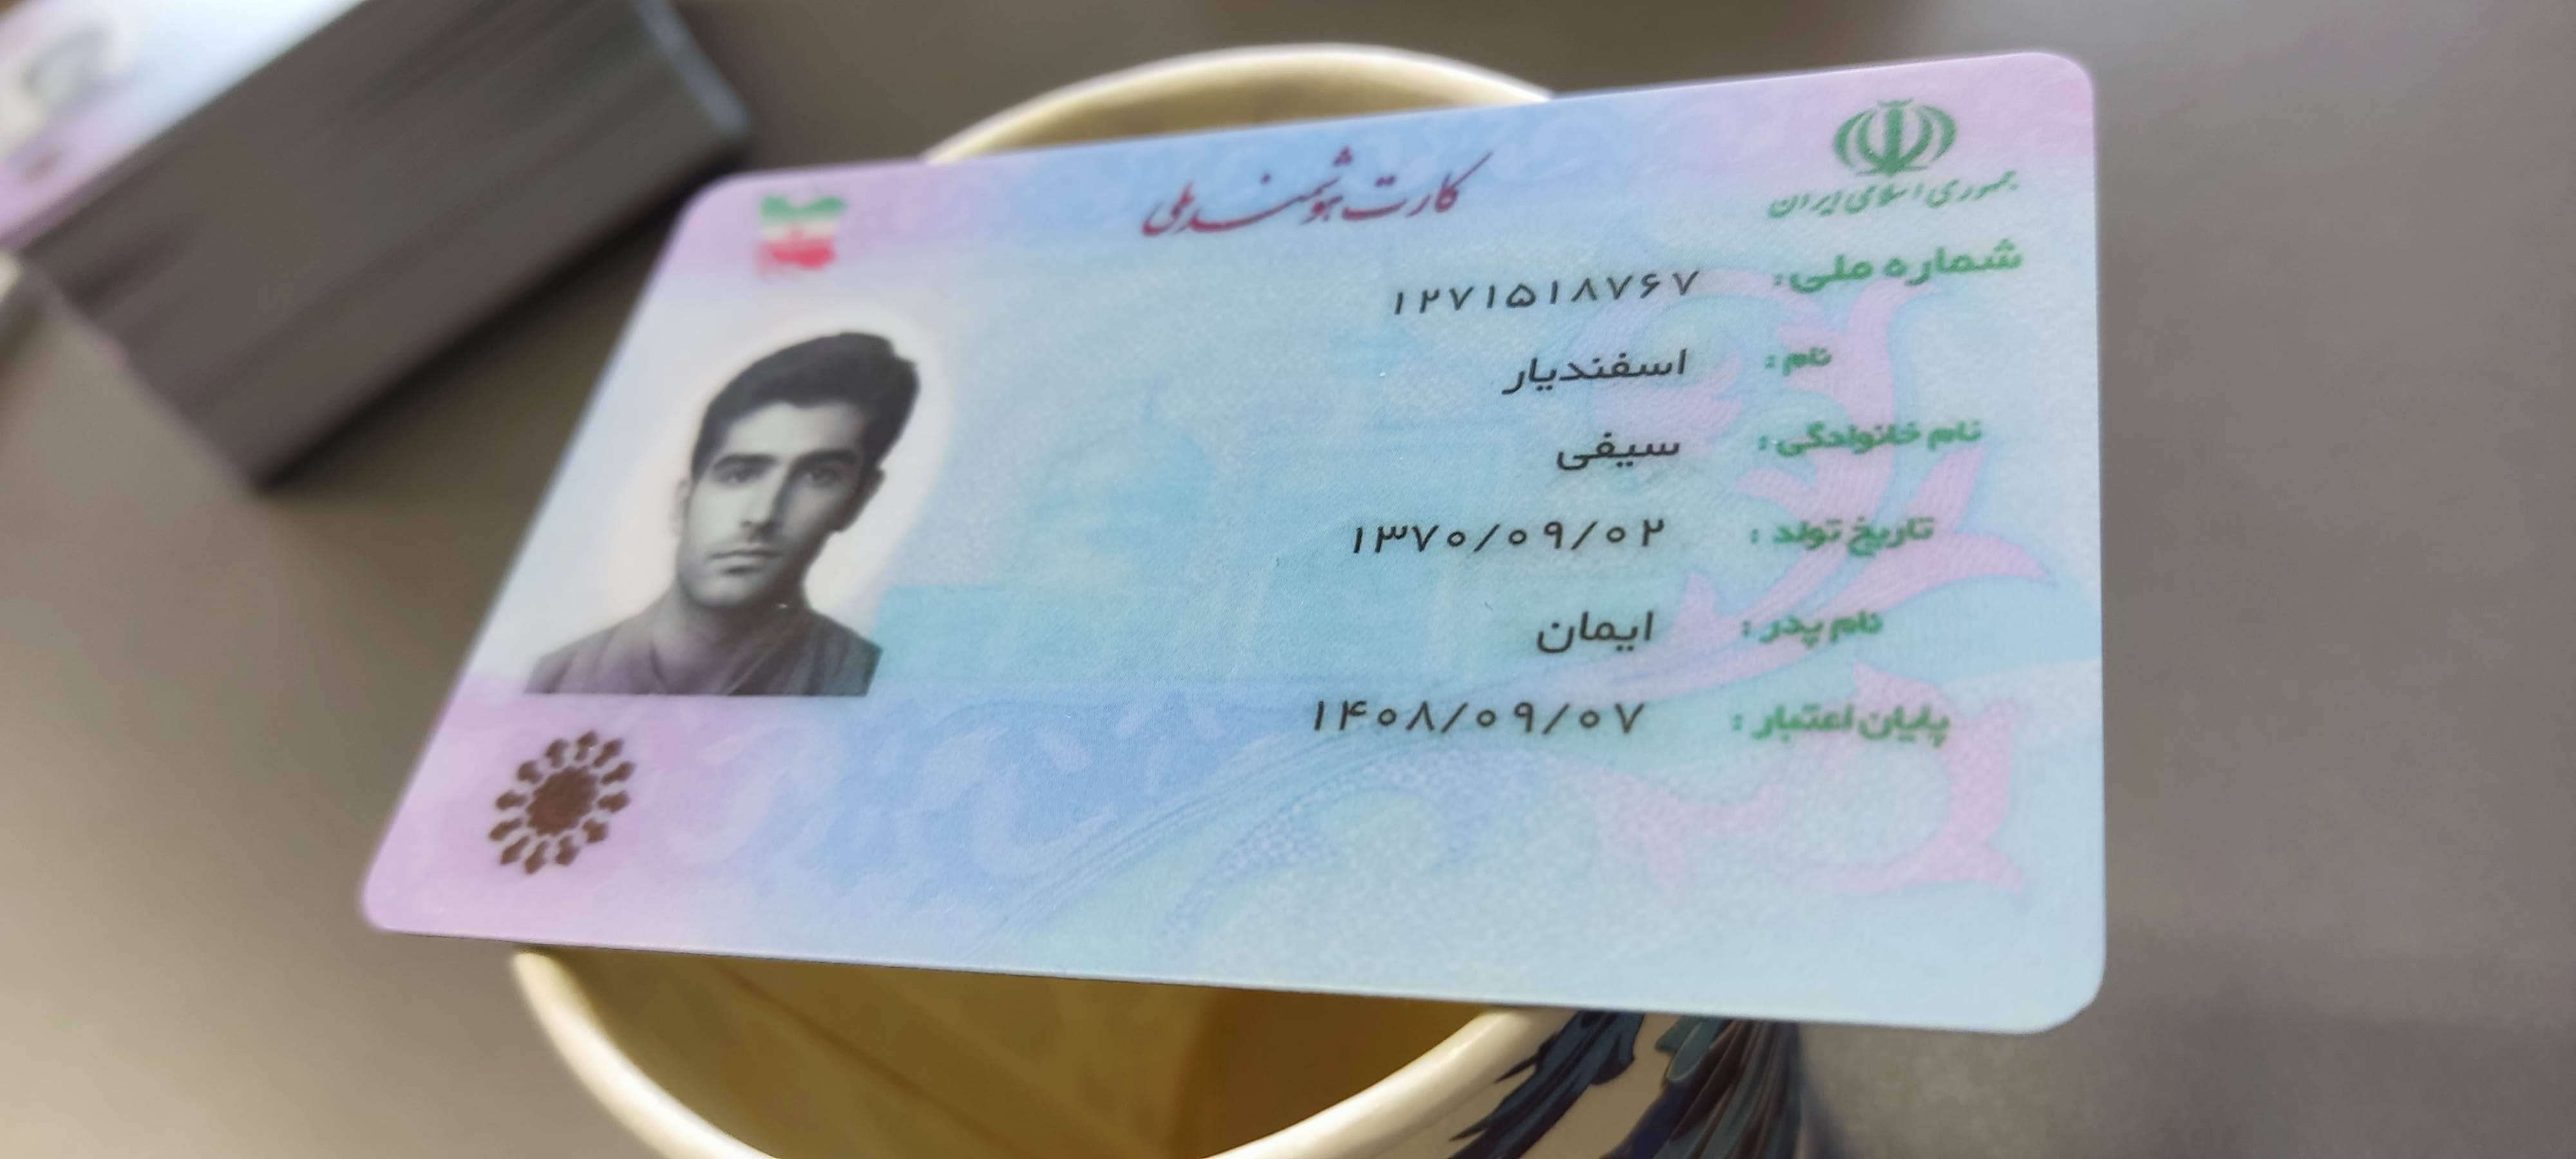 جمهوری اسلامی ایران
کارت هوشمند ملی
شماره ملی: ۱۲۷۱۵۱۸۷۶۷
نام: اسفندیار
نام خانوادگی: سیفی
تاریخ تولد: ۱۳۷۰/۰۹/۰۲
نام پدر: ایمان
پایان اعتبار: ۱۴۰۸/۰۹/۰۷